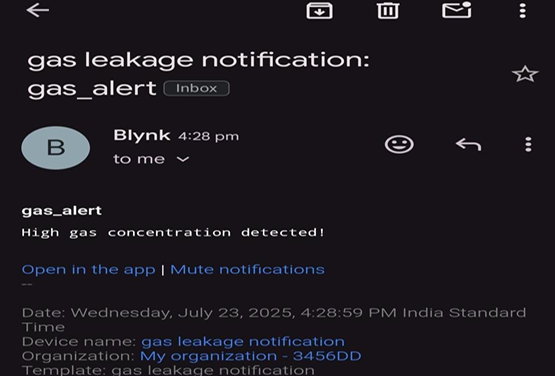 gas leakage notification:
gas_alert Inbox
B
Blynk 4:28 pm
to me
gas_alert
High gas concentration detected!
Open in the app | Mute notifications
--
Date: Wednesday, July 23, 2025, 4:28:59 PM India Standard
Time
Device name: gas leakage notification
Organization: My organization - 3456DD
Template: gas leakage notification